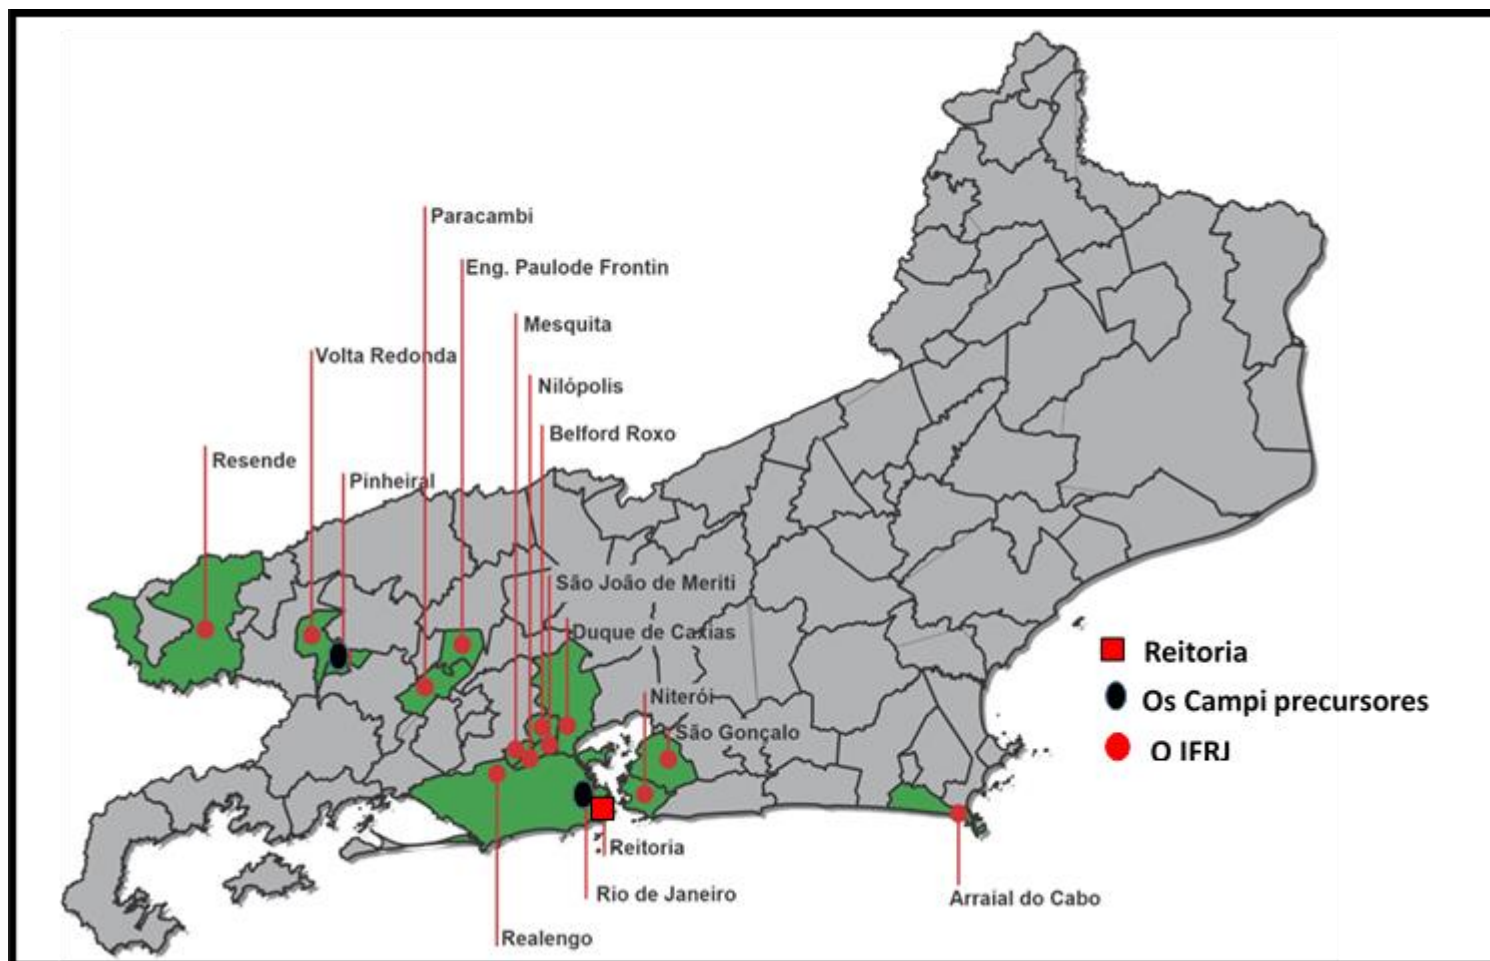 Paracambi
Eng. Paulode Frontin
Mesquita
Volta Redonda
Nilópolis
Belford Roxo
Resende
Pinheiral
São João de Meriti
Duque de Caxias
Niterói
São Gonçalo
Reitoria
Os Campi precursores
O IFRJ
Reitoria
Rio de Janeiro
Arraial do Cabo
Realengo